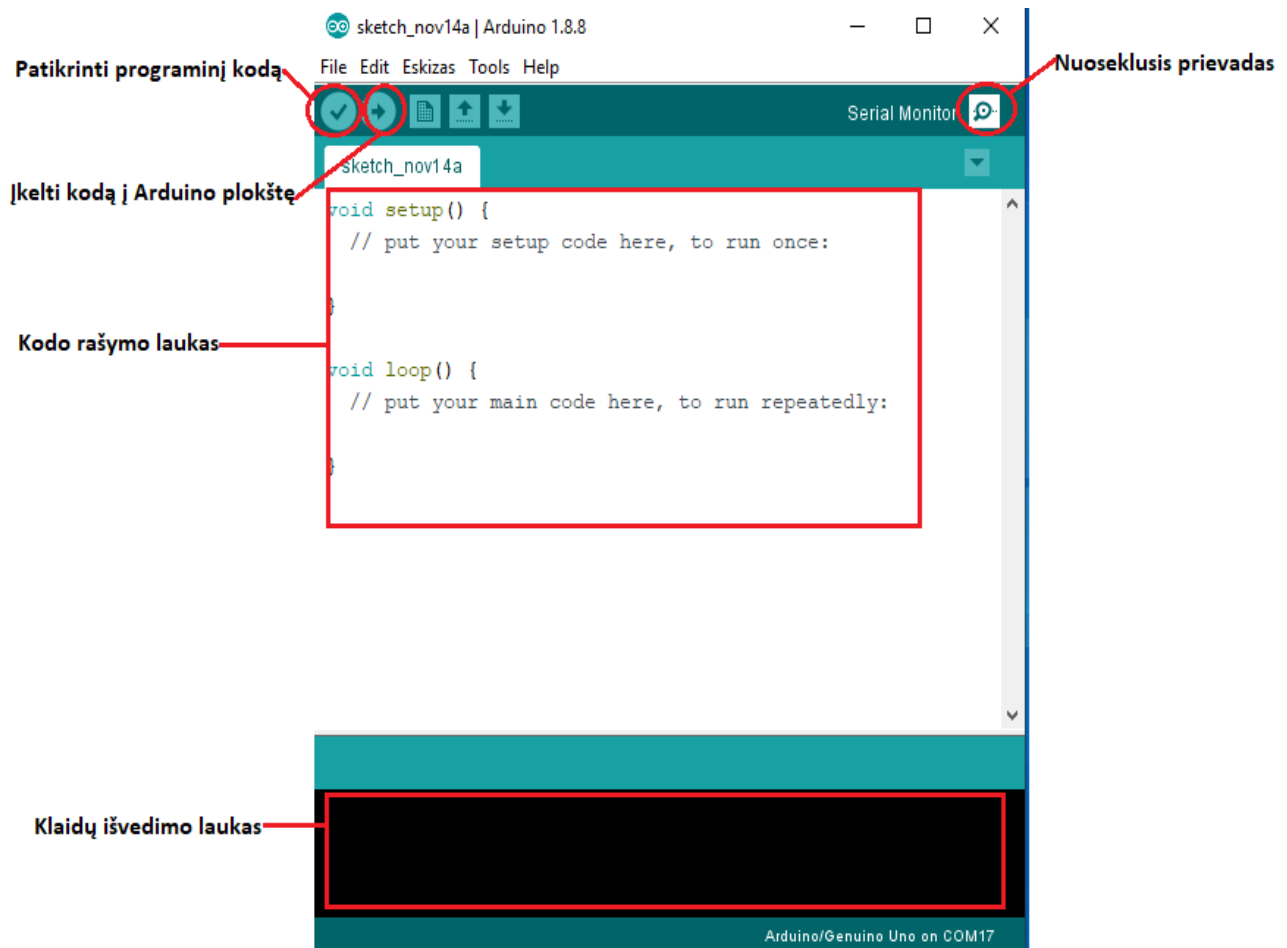 sketch_nov14a | Arduino 1.8.8
File Edit Eskizas Tools Help
Patikrinti programinį kodą
Nuoseklusis prievadas
Serial Monitor
sketch_nov14a
Įkelti kodą į Arduino plokštę
void setup() {
// put your setup code here, to run once:
}
Kodo rašymo laukas
void loop() {
// put your main code here, to run repeatedly:
}
Klaidų išvedimo laukas
Arduino/Genuino Uno on COM17